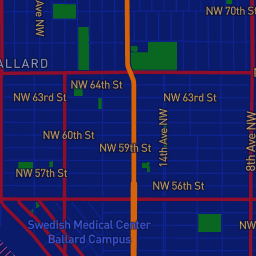 NW 70th St
Ave NW
ALLARD
NW 64th St
NW 63rd St
NW 63rd St
14th Ave NW
NW 60th St
8th Ave NW
NW 59th St
NW 57th St
NW 56th St
Swedish Medical Center
Ballard Campus